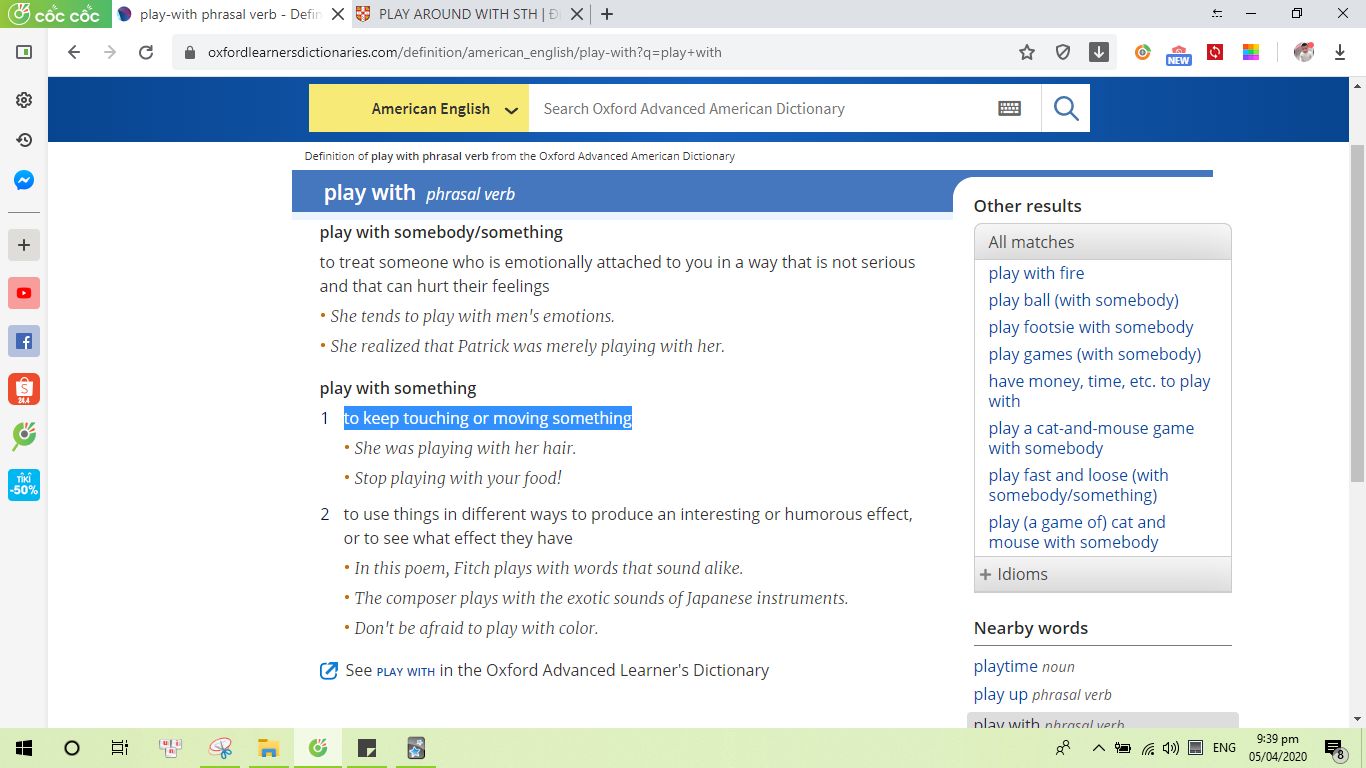 cốc cốc
play-with phrasal verb - Defin
PLAY AROUND WITH STH |
oxfordlearnersdictionaries.com/definition/american_english/play-with?q=play+with
NEW
American English
Search Oxford Advanced American Dictionary
Definition of play with phrasal verb from the Oxford Advanced American Dictionary
play with phrasal verb
play with somebody/something
to treat someone who is emotionally attached to you in a way that is not serious
and that can hurt their feelings
• She tends to play with men's emotions.
• She realized that Patrick was merely playing with her.
play with something
1 to keep touching or moving something
• She was playing with her hair.
• Stop playing with your food!
2 to use things in different ways to produce an interesting or humorous effect,
or to see what effect they have
• In this poem, Fitch plays with words that sound alike.
• The composer plays with the exotic sounds of Japanese instruments.
• Don't be afraid to play with color.
See PLAY WITH in the Oxford Advanced Learner's Dictionary
Other results
All matches
play with fire
play ball (with somebody)
play footsie with somebody
play games (with somebody)
have money, time, etc. to play
with
play a cat-and-mouse game
with somebody
play fast and loose (with
somebody/something)
play (a game of) cat and
mouse with somebody
+ Idioms
Nearby words
playtime noun
play up phrasal verb
play with phrasal verb
24.4
TIKI
-50%
ENG
9:39 pm
05/04/2020
8